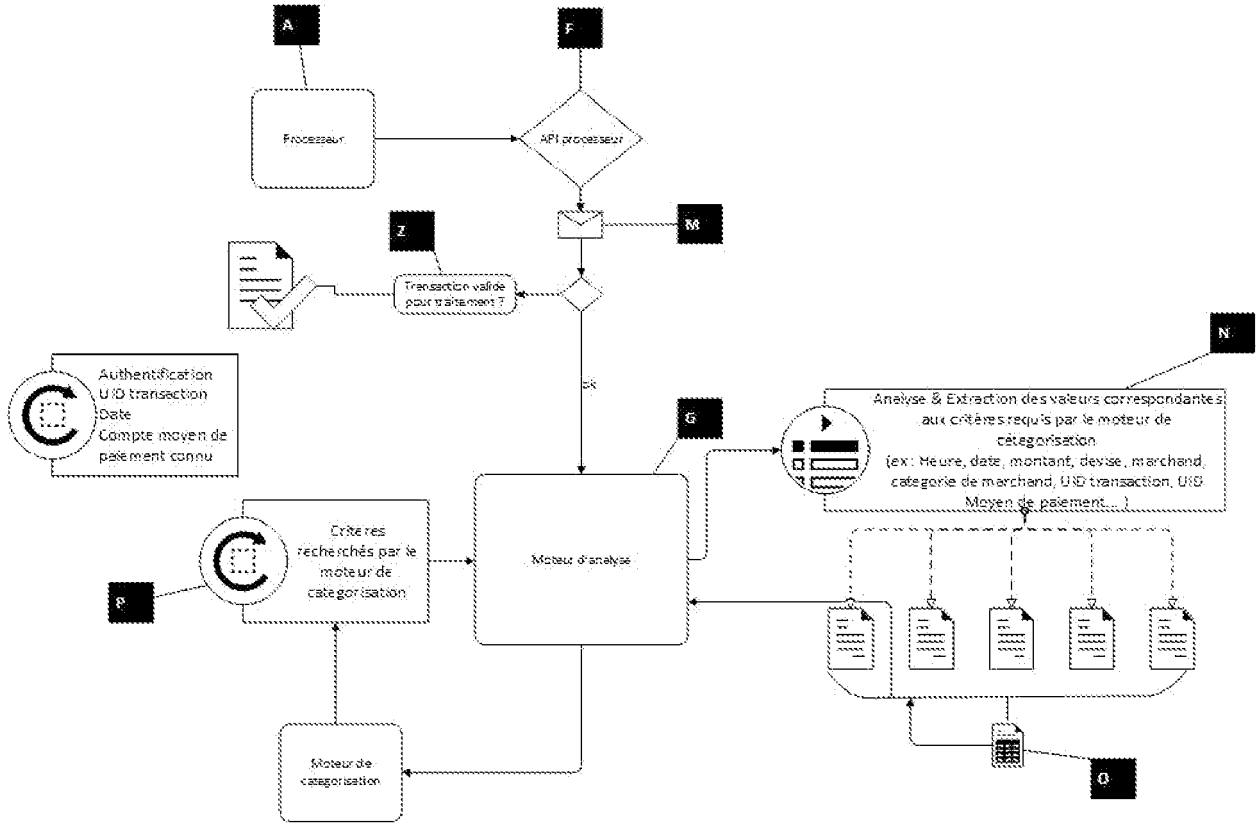 A
F
Processeur
API processeur
Z
M
Transaction valide
pour traitement ?
N
Authentification
UID transaction
Date
Compte moyen de
paiement connu
ok
G
Analyse & Extraction des valeurs correspondantes
aux critères requis par le moteur de
catégorisation
(ex : Heure, date, montant, devise, marchand,
categorie de marchand, UID transaction, UID
Moyen de paiement... )
Critères
recherchés par le
moteur de
categorisation
Moteur d'analyse
P
Moteur de
categorisation
O